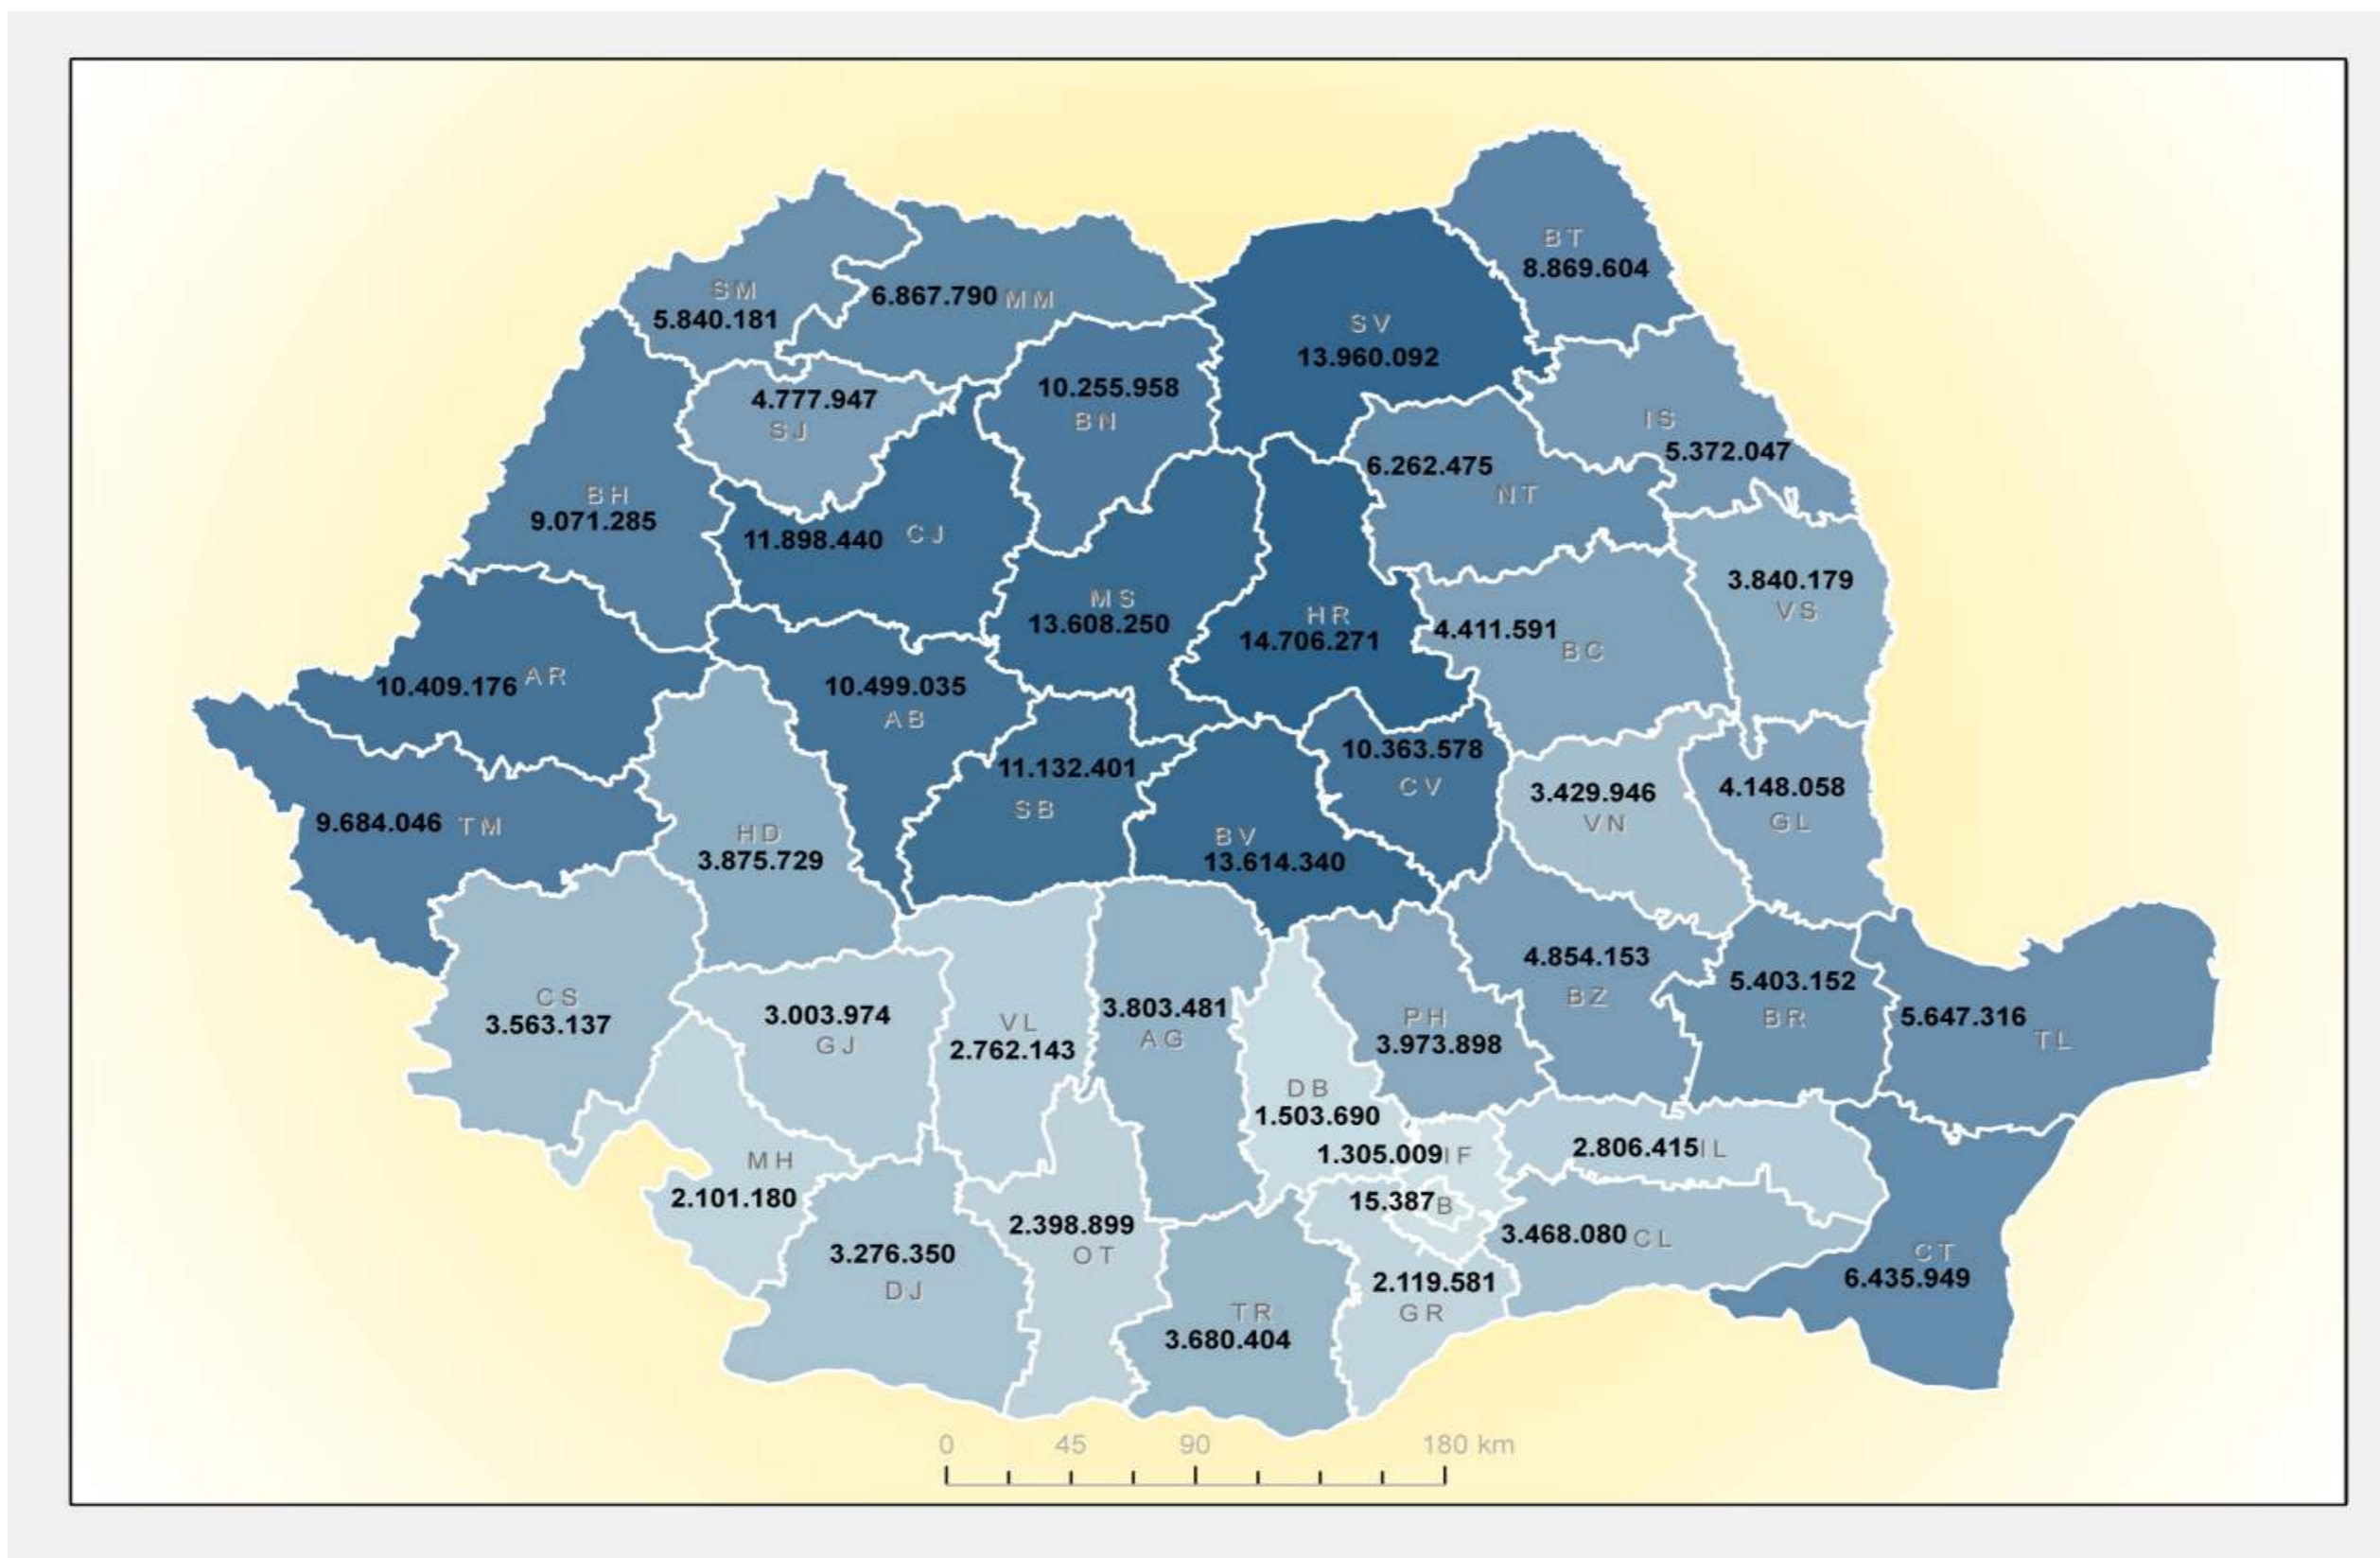 BT
8.869.604
SM
5.840.181
6.867.790 MM
SV
13.960.092
4.777.947
SJ
10.255.958
BN
IS
5.372.047
6.262.475
NT
BH
9.071.285
11.898.440 CJ
3.840.179
VS
MS
13.608.250
HR
14.706.271
4.411.591
BC
10.409.176 AR
10.499.035
AB
11.132.401
SB
10.363.578
CV
3.429.946
VN
4.148.058
GL
9.684.046 TM
HD
3.875.729
BV
13.614.340
4.854.153
BZ
5.403.152
BR
5.647.316
TL
CS
3.563.137
3.003.974
GJ
VL
2.762.143
3.803.481
AG
PH
3.973.898
DB
1.503.690
1.305.009 IF
2.806.415 IL
MH
2.101.180
15.387 B
2.398.899
OT
3.468.080 CL
3.276.350
DJ
CT
6.435.949
2.119.581
GR
TR
3.680.404
0 45 90 180 km